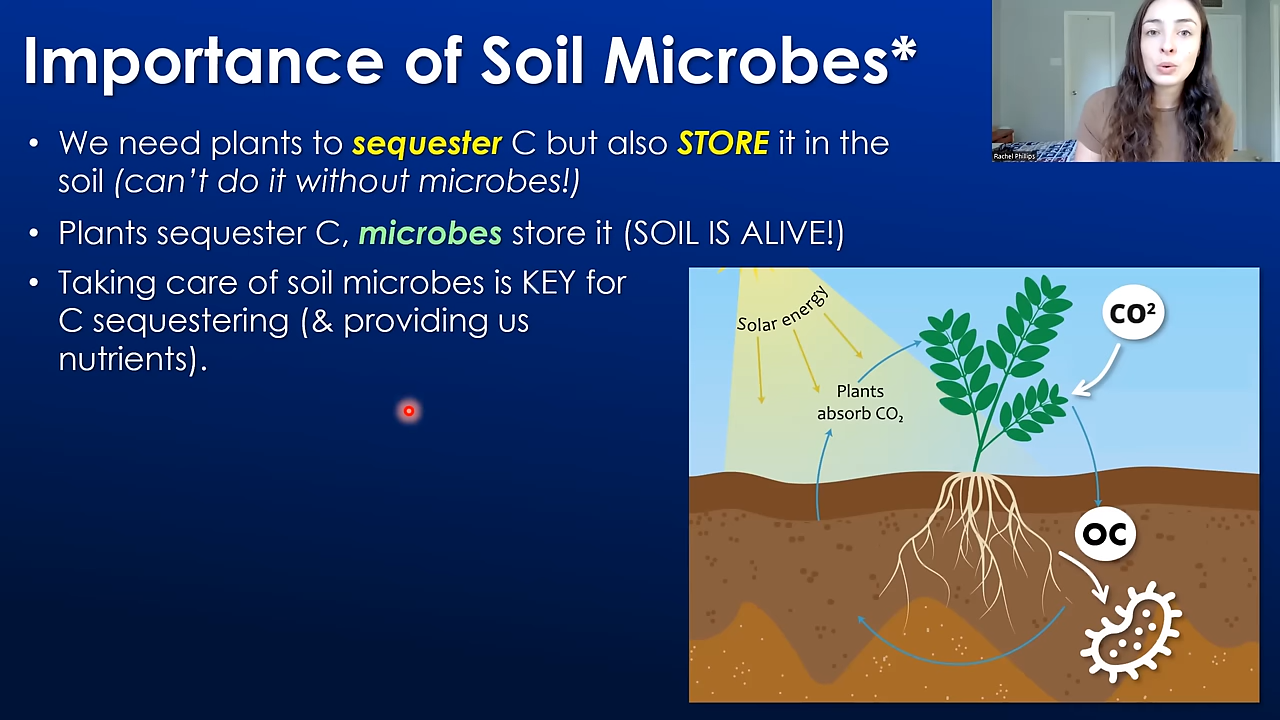 Importance of Soil Microbes*
Rachel Phillips
• We need plants to sequester C but also STORE it in the
soil (can’t do it without microbes!)
• Plants sequester C, microbes store it (SOIL IS ALIVE!)
• Taking care of soil microbes is KEY for
C sequestering (& providing us
nutrients).
Solar energy
CO²
Plants
absorb CO₂
OC